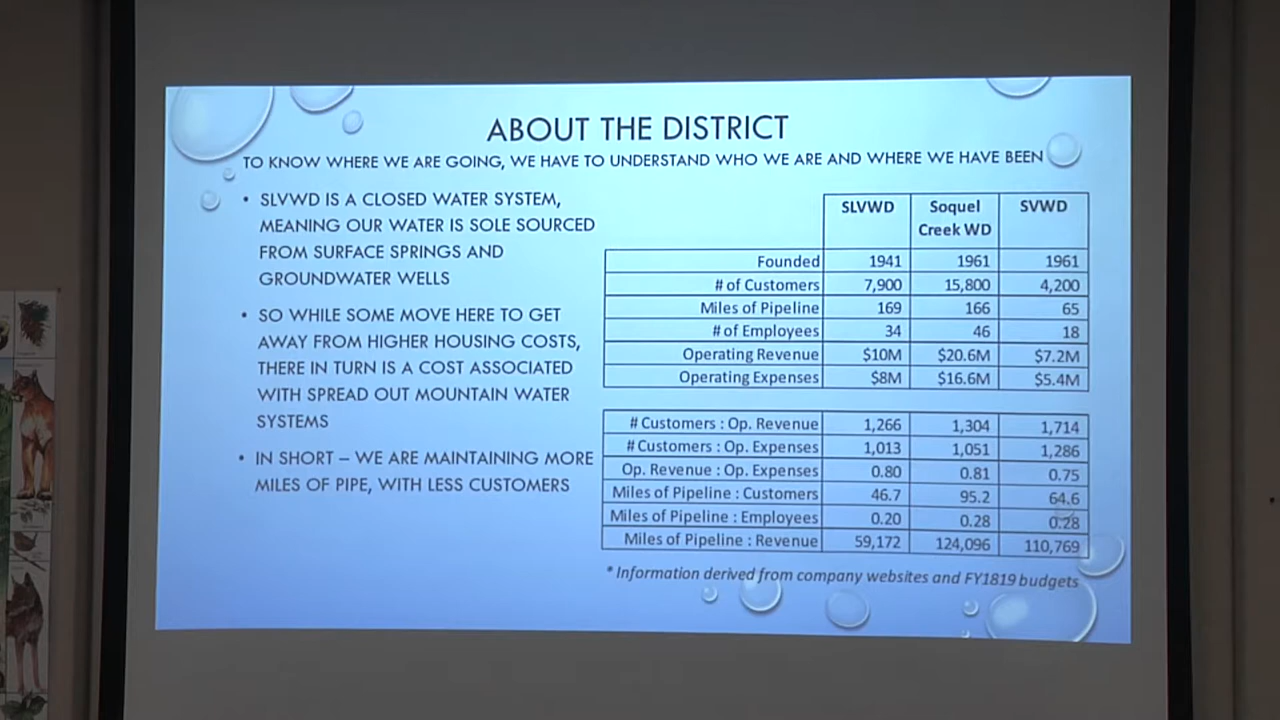 ABOUT THE DISTRICT
TO KNOW WHERE WE ARE GOING, WE HAVE TO UNDERSTAND WHO WE ARE AND WHERE WE HAVE BEEN
• SLVWD IS A CLOSED WATER SYSTEM,
MEANING OUR WATER IS SOLE SOURCED
FROM SURFACE SPRINGS AND
GROUNDWATER WELLS
• SO WHILE SOME MOVE HERE TO GET
AWAY FROM HIGHER HOUSING COSTS,
THERE IN TURN IS A COST ASSOCIATED
WITH SPREAD OUT MOUNTAIN WATER
SYSTEMS
• IN SHORT – WE ARE MAINTAINING MORE
MILES OF PIPE, WITH LESS CUSTOMERS
SLVWD Soquel SVWD
Creek WD
Founded 1941 1961 1961
# of Customers 7,900 15,800 4,200
Miles of Pipeline 169 166 65
# of Employees 34 46 18
Operating Revenue $10M $20.6M $7.2M
Operating Expenses $8M $16.6M $5.4M
# Customers : Op. Revenue 1,266 1,304 1,714
# Customers : Op. Expenses 1,013 1,051 1,286
Op. Revenue : Op. Expenses 0.80 0.81 0.75
Miles of Pipeline : Customers 46.7 95.2 64.6
Miles of Pipeline : Employees 0.20 0.28 0.28
Miles of Pipeline : Revenue 59,172 124,096 110,769
* Information derived from company websites and FY1819 budgets